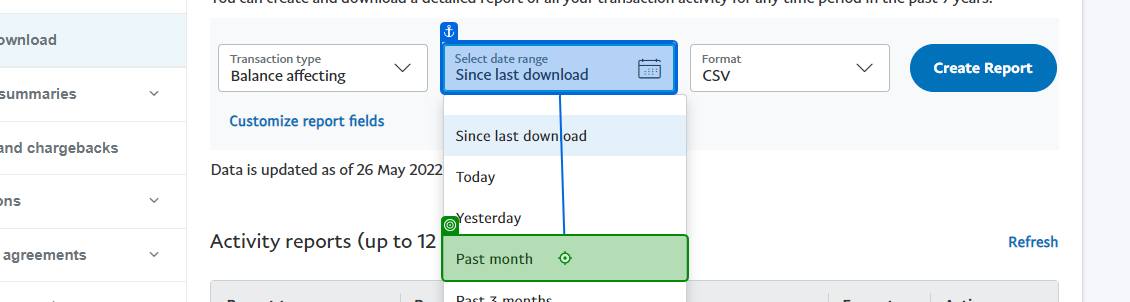 You can create and download a detailed report of all your transaction activity for any time period in the past 7 years.
ownload
Transaction type
Balance affecting
Select date range
Since last download
Format
CSV
Create Report
summaries
Customize report fields
Since last download
and chargebacks
Data is updated as of 26 May 2022
Today
ons
Yesterday
Activity reports (up to 12
Refresh
agreements
Past month
Past 3 months